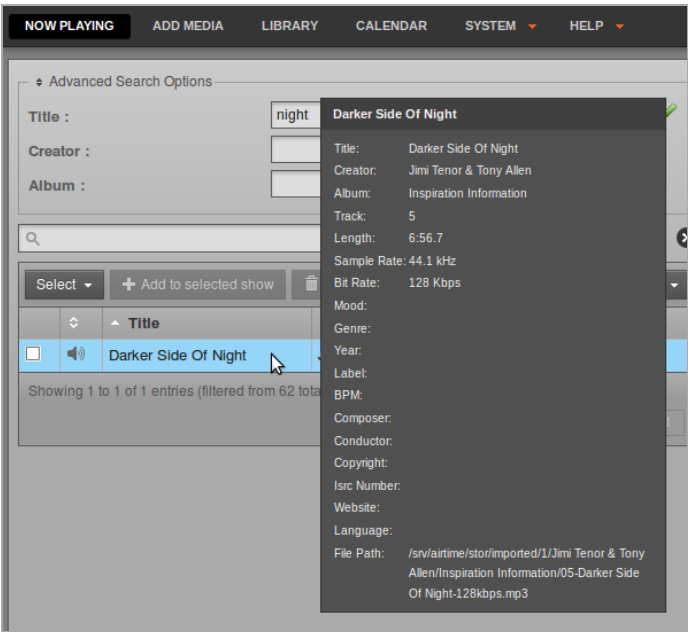 NOW PLAYING ADD MEDIA LIBRARY CALENDAR SYSTEM HELP
Advanced Search Options
Title : night
Creator :
Album :
Select Add to selected show
Title
Darker Side Of Night
Showing 1 to 1 of 1 entries (filtered from 62
Darker Side Of Night
Title: Darker Side Of Night
Creator: Jimi Tenor & Tony Allen
Album: Inspiration Information
Track: 5
Length: 6:56.7
Sample Rate: 44.1 kHz
Bit Rate: 128 Kbps
Mood:
Genre:
Year:
Label:
BPM:
Composer:
Conductor:
Copyright:
Isrc Number:
Website:
Language:
File Path: /srv/airtime/stor/imported/1/Jimi Tenor & Tony
Allen/Inspiration Information/05-Darker Side
Of Night-128kbps.mp3